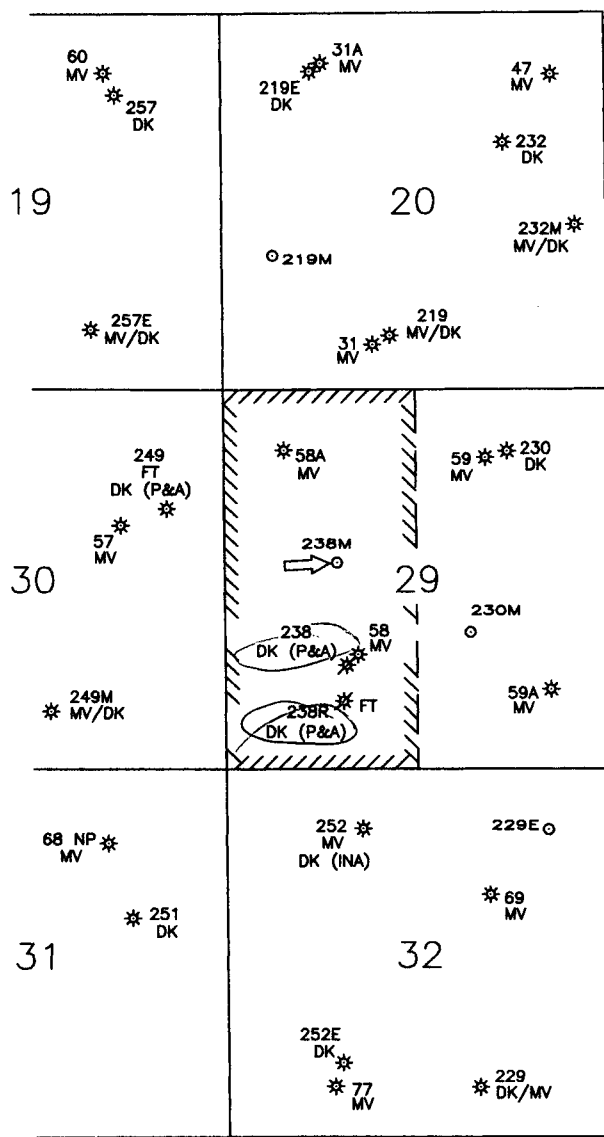 60
MV
257
DK
31A
MV
219E
DK
47
MV
232
DK
19
20
232M
MV/DK
219M
257E
MV/DK
219
MV/DK
31
MV
249
FT
DK (P&A)
57
MV
58A
MV
59
MV
230
DK
238M
30
29
230M
238
DK (P&A)
58
MV
59A
MV
249M
MV/DK
FT
238R
DK (P&A)
68 NP
MV
252
MV
DK (INA)
229E
69
MV
251
DK
31
32
252E
DK
77
MV
229
DK/MV